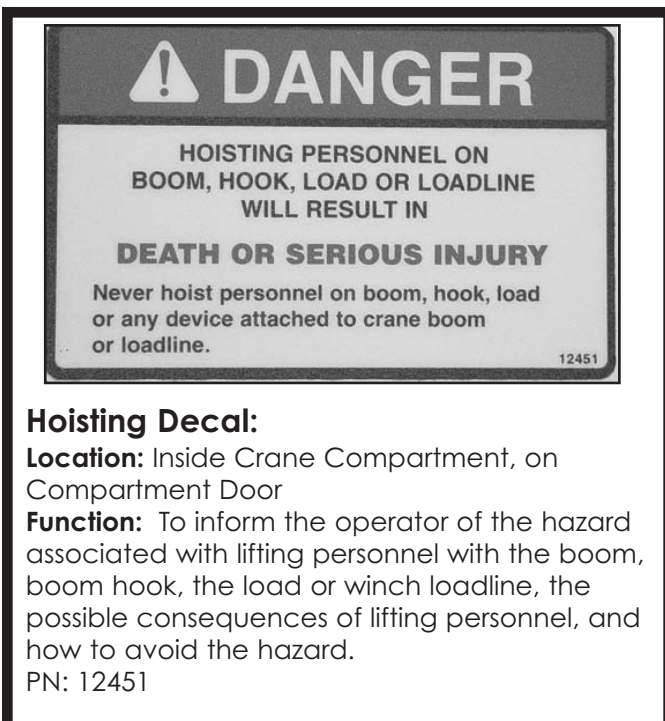 DANGER
HOISTING PERSONNEL ON
BOOM, HOOK, LOAD OR LOADLINE
WILL RESULT IN
DEATH OR SERIOUS INJURY
Never hoist personnel on boom, hook, load
or any device attached to crane boom
or loadline.
12451
Hoisting Decal:
Location: Inside Crane Compartment, on
Compartment Door
Function: To inform the operator of the hazard
associated with lifting personnel with the boom,
boom hook, the load or winch loadline, the
possible consequences of lifting personnel, and
how to avoid the hazard.
PN: 12451